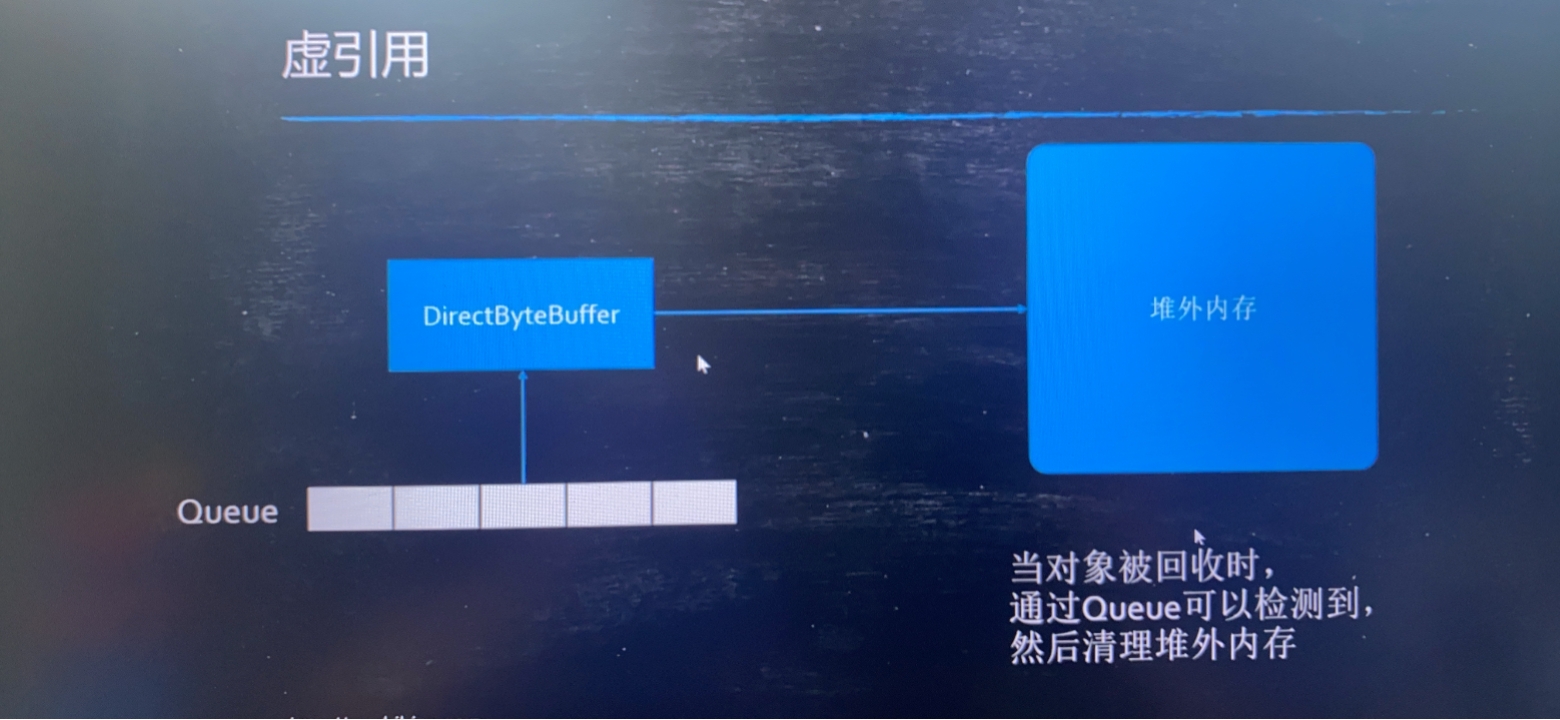 虚引用
DirectByteBuffer
堆外内存
Queue
当对象被回收时，
通过Queue可以检测到，
然后清理堆外内存